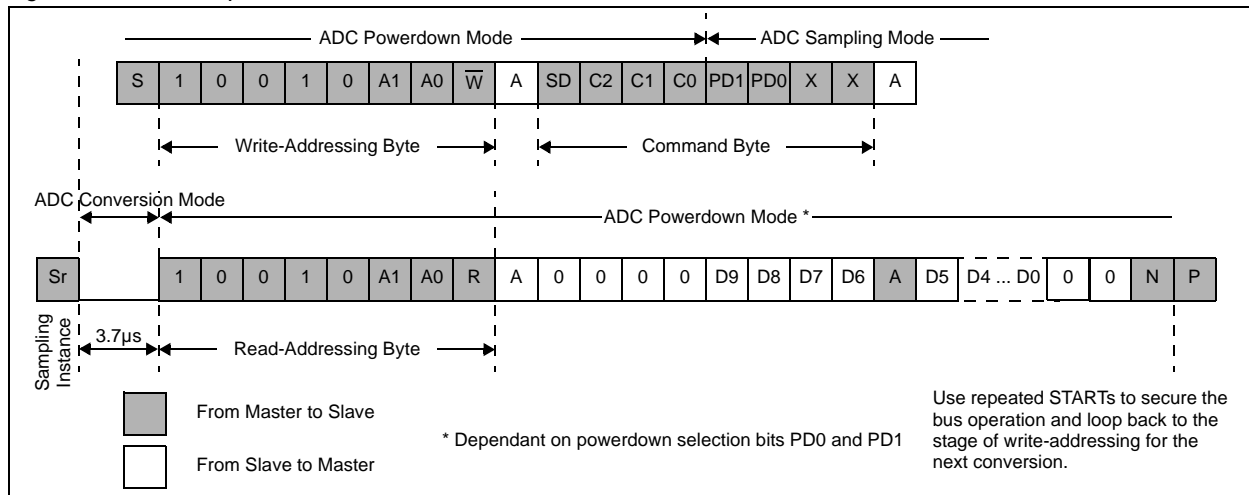 ADC Powerdown Mode ADC Sampling Mode
S 1 0 0 1 0 A1 A0 W̅ A SD C2 C1 C0 PD1 PD0 X X A
Write-Addressing Byte Command Byte
ADC Conversion Mode
ADC Powerdown Mode *
Sr 1 0 0 1 0 A1 A0 R A 0 0 0 0 D9 D8 D7 D6 A D5 D4 ... D0 0 0 N P
Sampling
Instance
3.7µs Read-Addressing Byte
From Master to Slave
From Slave to Master
* Dependant on powerdown selection bits PD0 and PD1
Use repeated STARTs to secure the
bus operation and loop back to the
stage of write-addressing for the
next conversion.